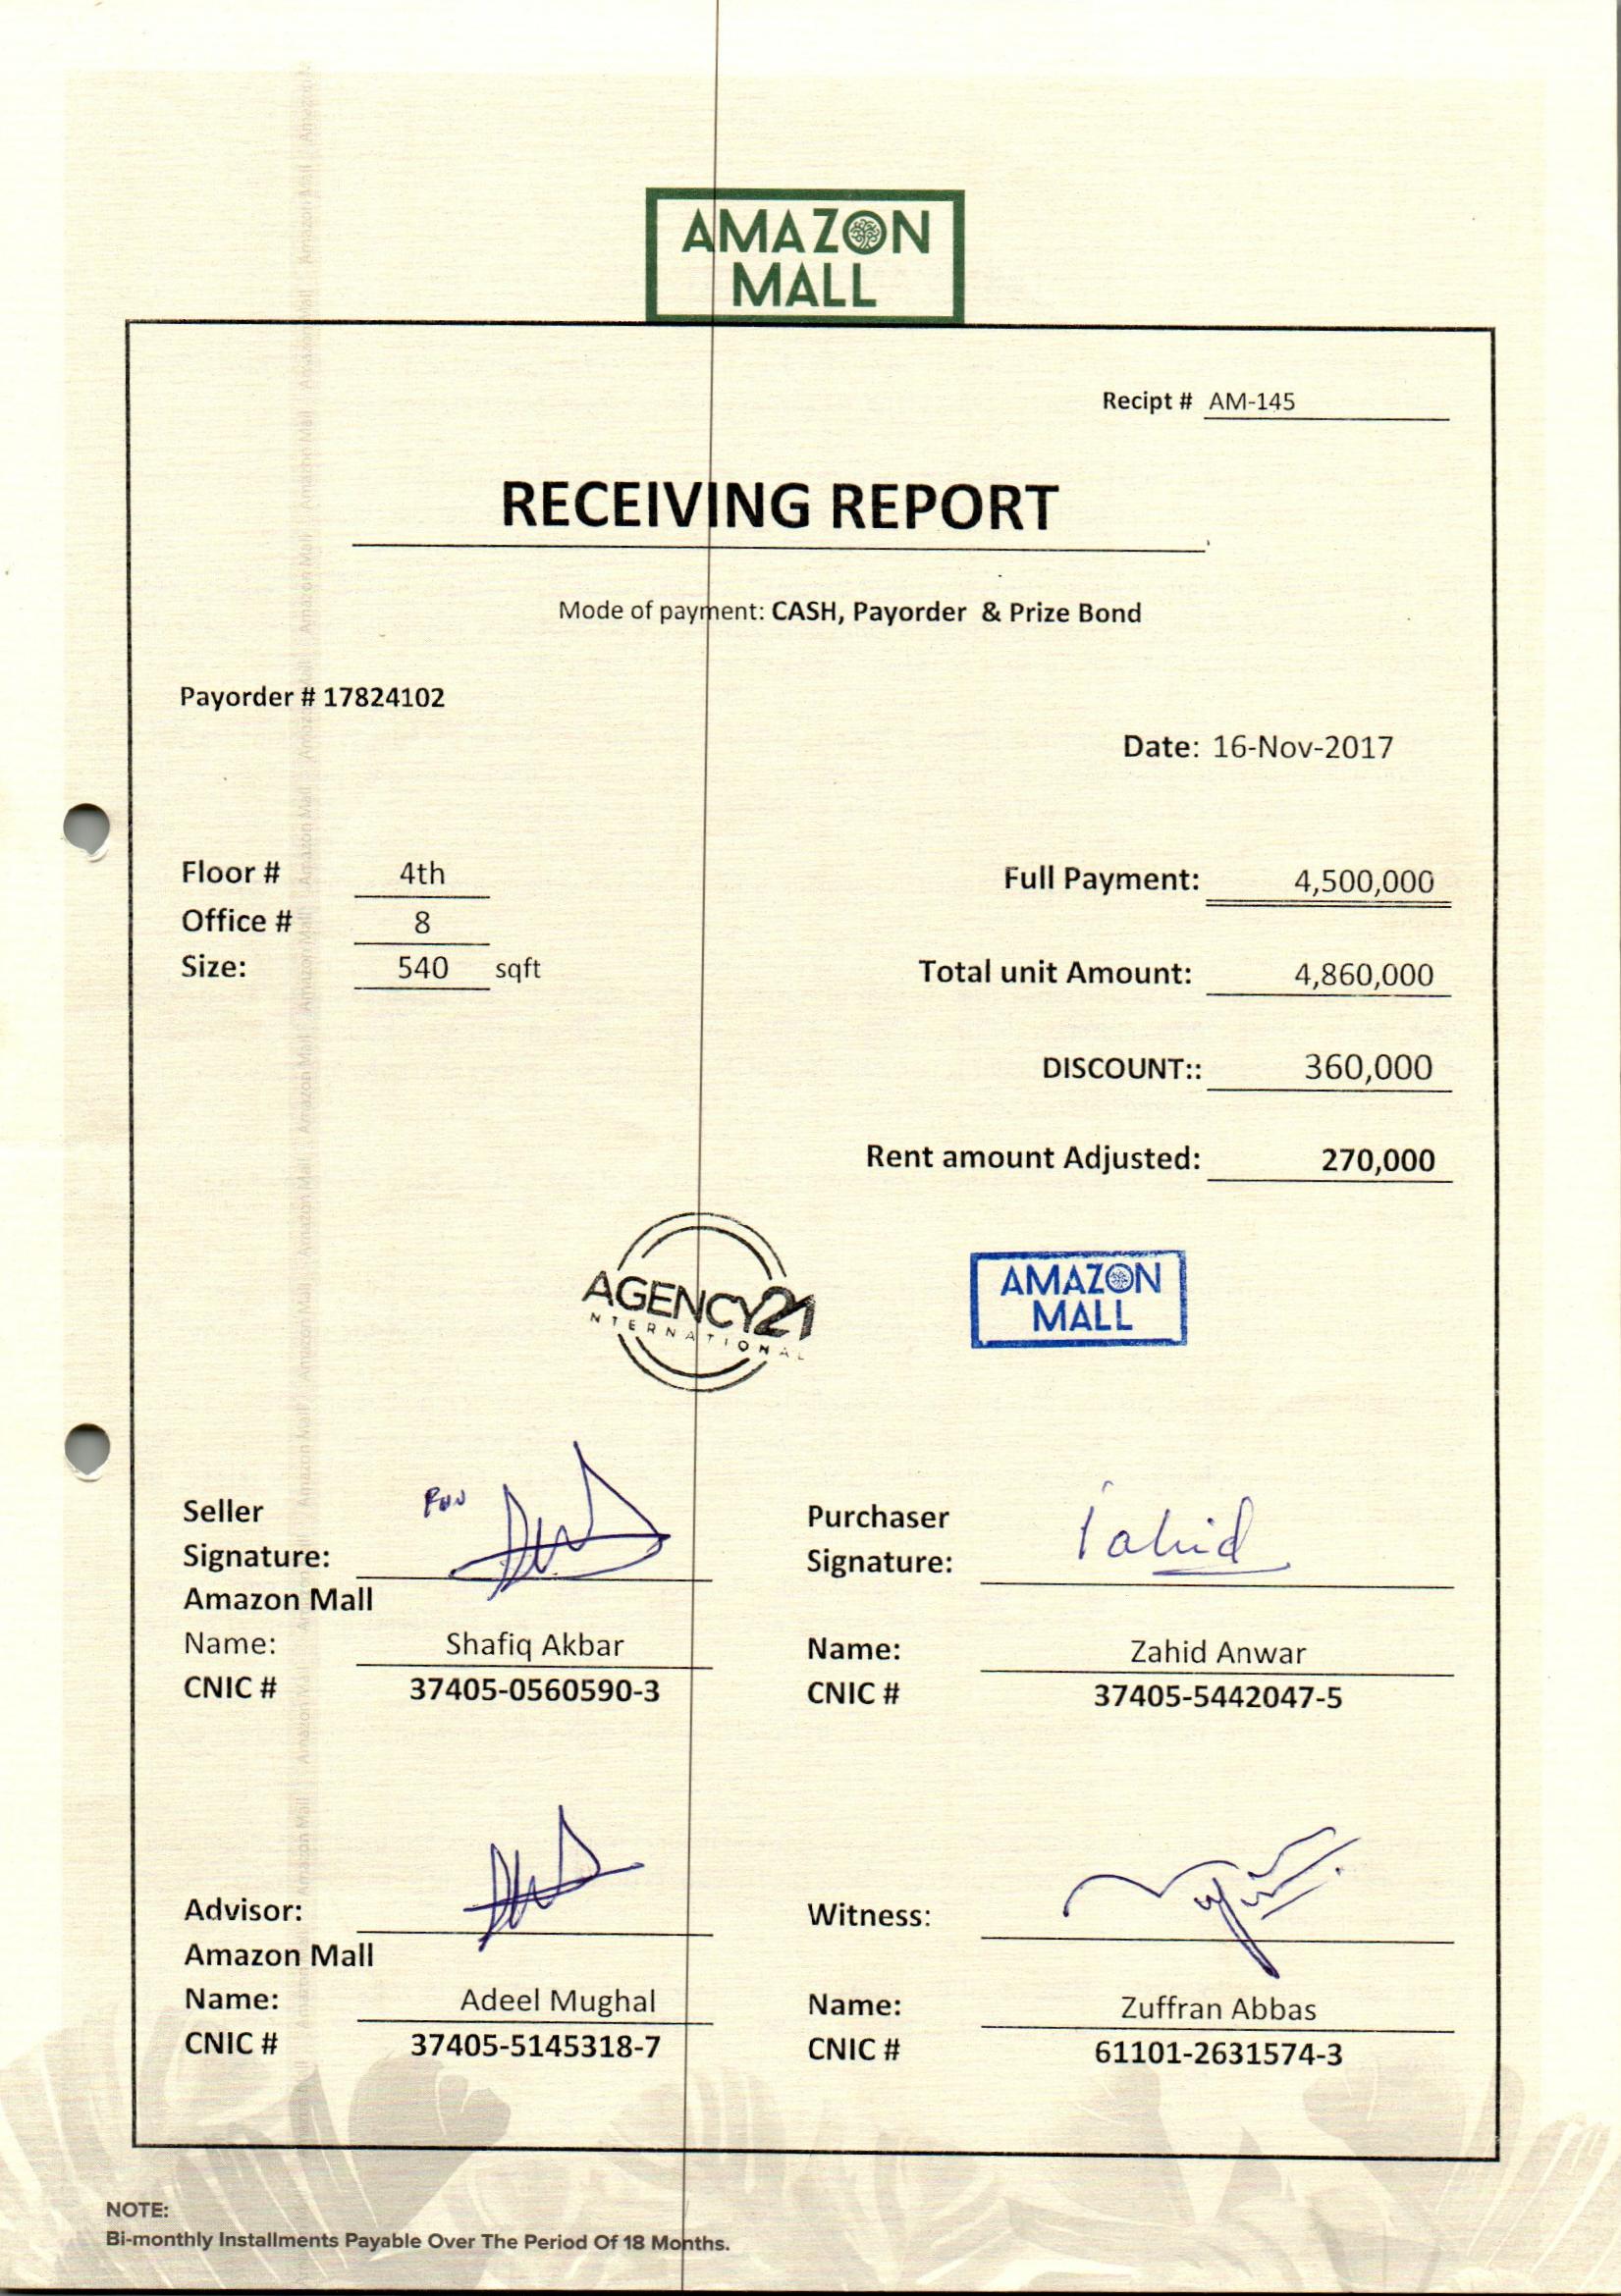 AMAZON
MALL
Recipt # AM-145
RECEIVING REPORT
Mode of payment: CASH, Payorder & Prize Bond
Payorder # 17824102
Date: 16-Nov-2017
Floor # 4th
Office # 8
Size: 540 sqft
Full Payment: 4,500,000
Total unit Amount: 4,860,000
DISCOUNT:: 360,000
Rent amount Adjusted: 270,000
AGENCY21
NTERNATIONAL
AMAZON
MALL
Seller
Signature:
Amazon Mall
Name: Shafiq Akbar
CNIC # 37405-0560590-3
Purchaser
Signature: Zahid
Name: Zahid Anwar
CNIC # 37405-5442047-5
Advisor:
Amazon Mall
Name: Adeel Mughal
CNIC # 37405-5145318-7
Witness:
Name: Zuffran Abbas
CNIC # 61101-2631574-3
NOTE:
Bi-monthly Installments Payable Over The Period Of 18 Months.